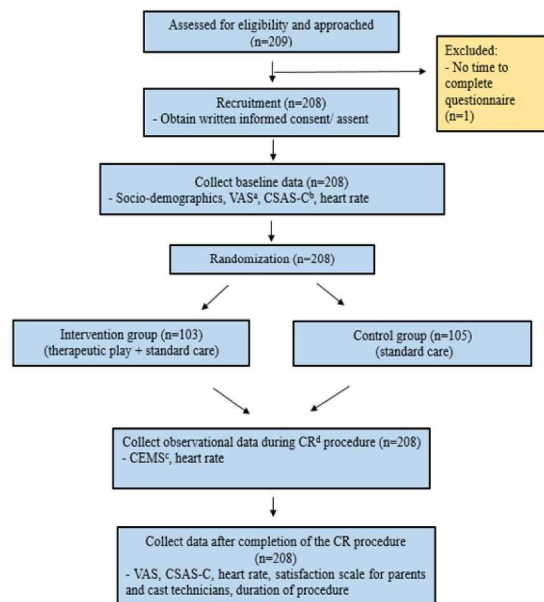 Assessed for eligibility and approached
(n=209)
Excluded:
- No time to
complete
questionnaire
(n=1)
Recruitment (n=208)
- Obtain written informed consent/ assent
Collect baseline data (n=208)
- Socio-demographics, VASᵃ, CSAS-Cᵇ, heart rate
Randomization (n=208)
Intervention group (n=103)
(therapeutic play + standard care)
Control group (n=105)
(standard care)
Collect observational data during CRᵈ procedure (n=208)
- CEMSᶜ, heart rate
Collect data after completion of the CR procedure
(n=208)
- VAS, CSAS-C, heart rate, satisfaction scale for parents
and cast technicians, duration of procedure